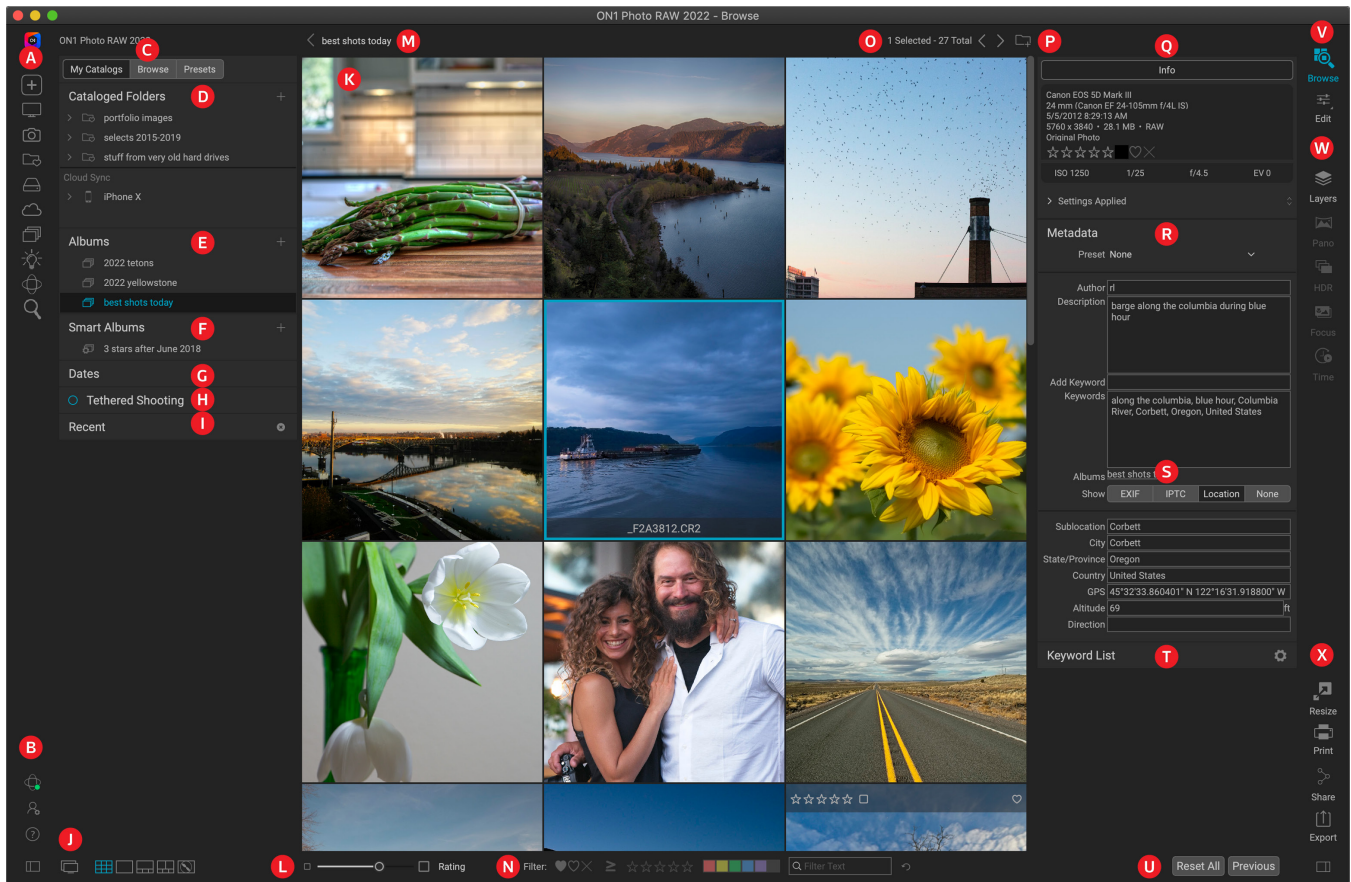 ON1 Photo RAW 2022 - Browse
ON1 Photo RAW 202
A
C
My Catalogs Browse Presets
Cataloged Folders D
portfolio images
selects 2015-2019
stuff from very old hard drives
Cloud Sync
iPhone X
Albums E
2022 tetons
2022 yellowstone
best shots today
Smart Albums F
3 stars after June 2018
Dates G
Tethered Shooting H
I
Recent
B
J
best shots today M
O 1 Selected - 27 Total
P
K
_F2A3812.CR2
L Rating
N Filter: ≥ Filter Text
U Reset All Previous
Q
Info
Canon EOS 5D Mark III
24 mm (Canon EF 24-105mm f/4L IS)
5/5/2012 8:29:13 AM
5760 x 3840 • 28.1 MB • RAW
Original Photo
ISO 1250 1/25 f/4.5 EV 0
Settings Applied
Metadata R
Preset None
Author rl
Description barge along the columbia during blue
hour
Add Keyword
Keywords along the columbia, blue hour, Columbia
River, Corbett, Oregon, United States
Albums best shots t S
Show EXIF IPTC Location None
Sublocation Corbett
City Corbett
State/Province Oregon
Country United States
GPS 45°32'33.860401" N 122°16'31.918800" W
Altitude 69 ft
Direction
Keyword List T
V
Browse
Edit
W
Layers
Pano
HDR
Focus
Time
X
Resize
Print
Share
Export